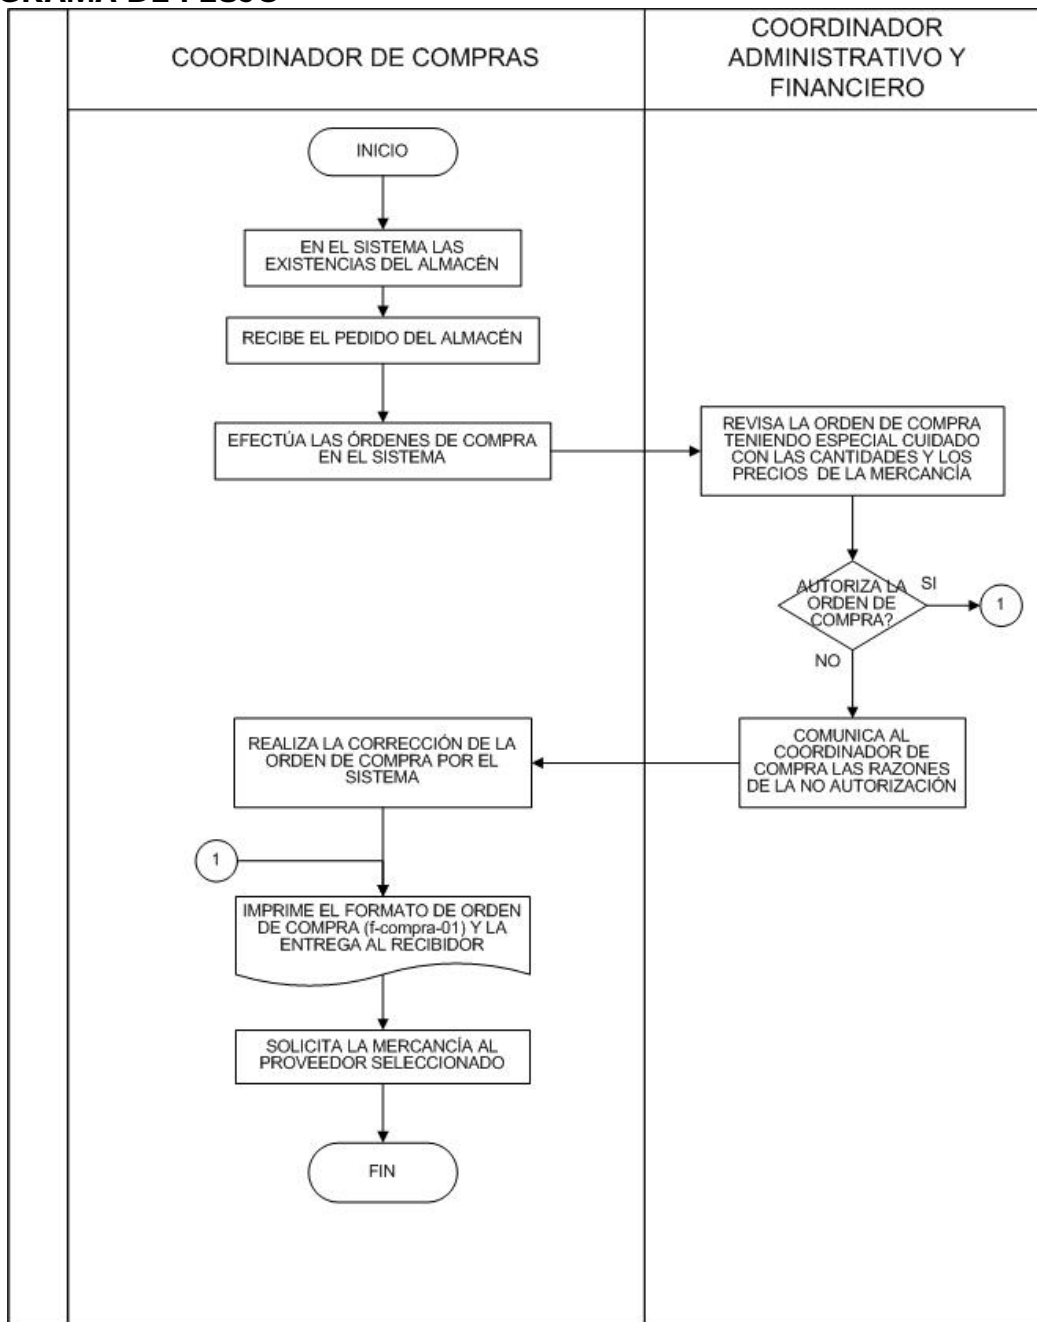 COORDINADOR DE COMPRAS
COORDINADOR
ADMINISTRATIVO Y
FINANCIERO
INICIO
EN EL SISTEMA LAS
EXISTENCIAS DEL ALMACÉN
RECIBE EL PEDIDO DEL ALMACÉN
EFECTÚA LAS ÓRDENES DE COMPRA
EN EL SISTEMA
REVISA LA ORDEN DE COMPRA
TENIENDO ESPECIAL CUIDADO
CON LAS CANTIDADES Y LOS
PRECIOS DE LA MERCANCÍA
AUTORIZA LA
ORDEN DE
COMPRA?
SI
1
NO
COMUNICA AL
COORDINADOR DE
COMPRA LAS RAZONES
DE LA NO AUTORIZACIÓN
REALIZA LA CORRECCIÓN DE LA
ORDEN DE COMPRA POR EL
SISTEMA
1
IMPRIME EL FORMATO DE ORDEN
DE COMPRA (f-compra-01) Y LA
ENTREGA AL RECIBIDOR
SOLICITA LA MERCANCÍA AL
PROVEEDOR SELECCIONADO
FIN